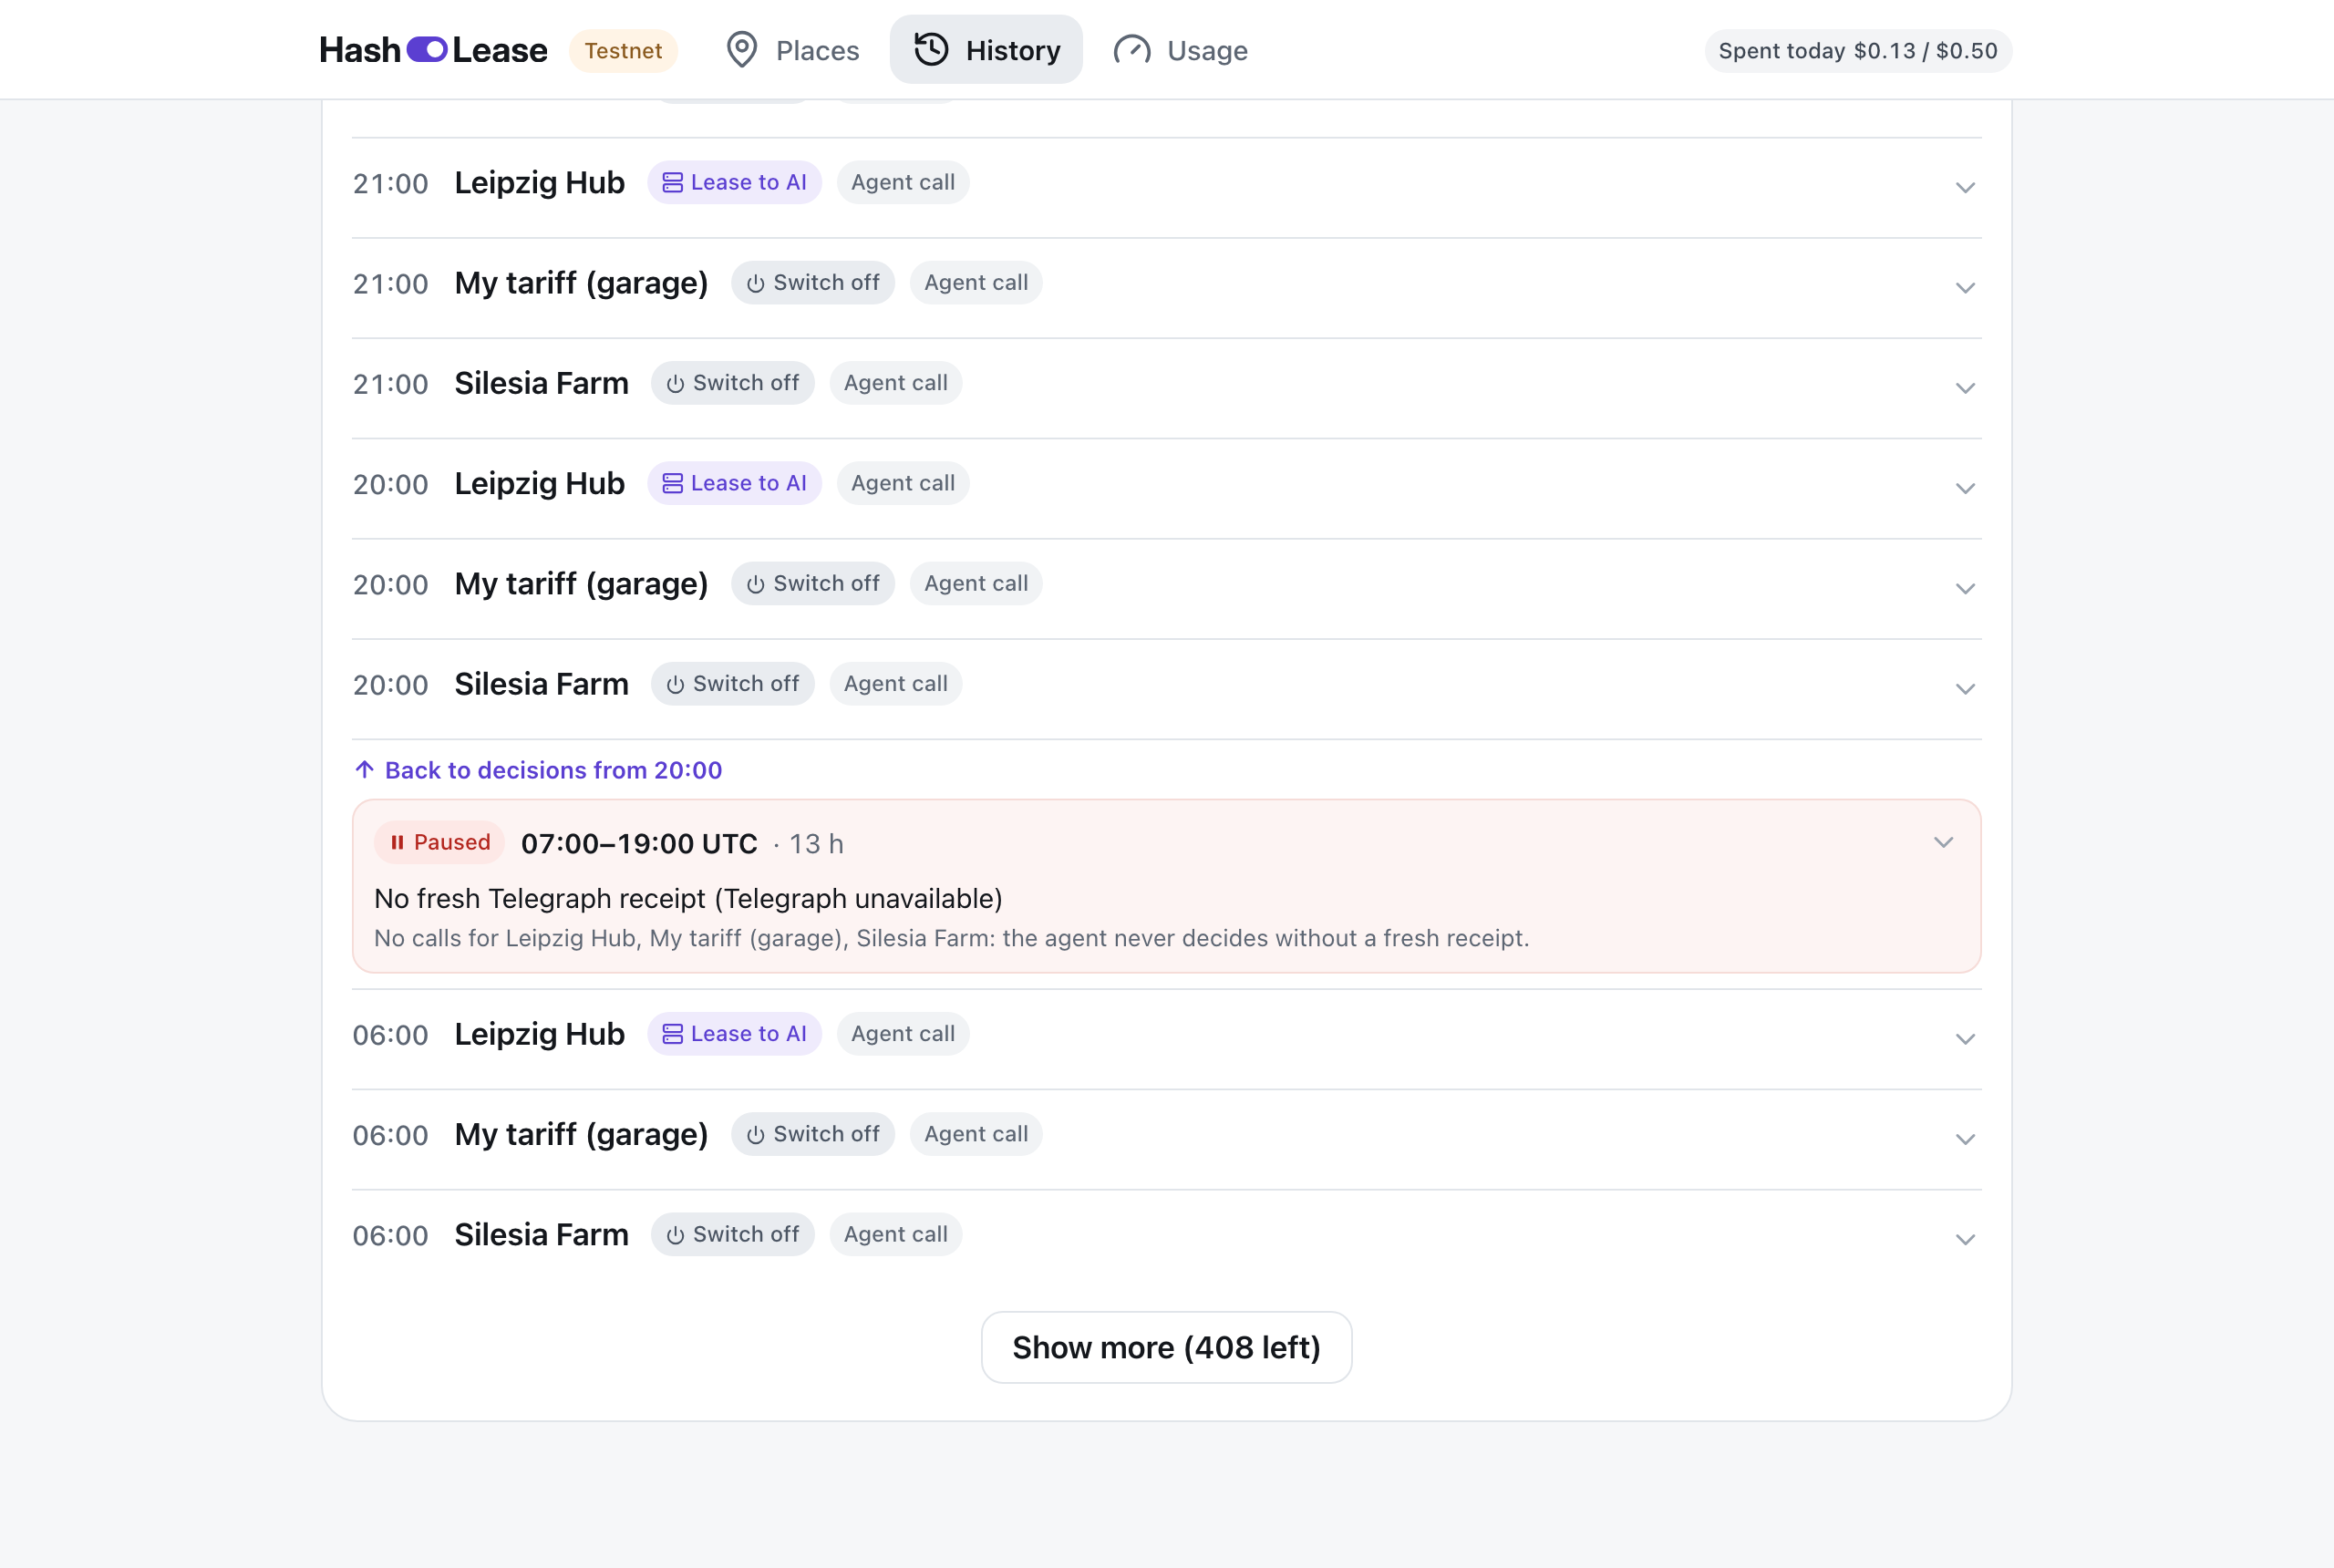 HashLease Testnet Places History Usage Spent today $0.13 / $0.50
21:00 Leipzig Hub Lease to AI Agent call
21:00 My tariff (garage) Switch off Agent call
21:00 Silesia Farm Switch off Agent call
20:00 Leipzig Hub Lease to AI Agent call
20:00 My tariff (garage) Switch off Agent call
20:00 Silesia Farm Switch off Agent call
↑ Back to decisions from 20:00
Paused 07:00–19:00 UTC · 13 h
No fresh Telegraph receipt (Telegraph unavailable)
No calls for Leipzig Hub, My tariff (garage), Silesia Farm: the agent never decides without a fresh receipt.
06:00 Leipzig Hub Lease to AI Agent call
06:00 My tariff (garage) Switch off Agent call
06:00 Silesia Farm Switch off Agent call
Show more (408 left)